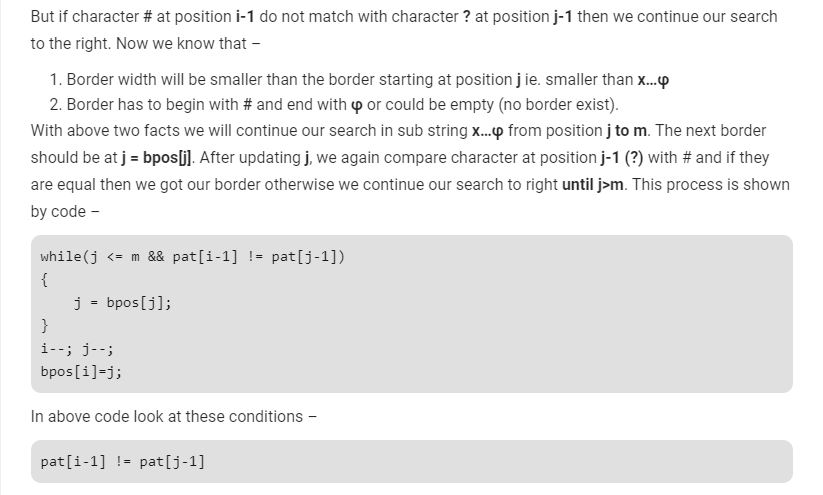 But if character # at position i-1 do not match with character ? at position j-1 then we continue our search
to the right. Now we know that –
1. Border width will be smaller than the border starting at position j ie. smaller than x...φ
2. Border has to begin with # and end with φ or could be empty (no border exist).
With above two facts we will continue our search in sub string x...φ from position j to m. The next border
should be at j = bpos[j]. After updating j, we again compare character at position j-1 (?) with # and if they
are equal then we got our border otherwise we continue our search to right until j>m. This process is shown
by code –
while(j <= m && pat[i-1] != pat[j-1])
{
    j = bpos[j];
}
i--; j--;
bpos[i]=j;
In above code look at these conditions –
pat[i-1] != pat[j-1]